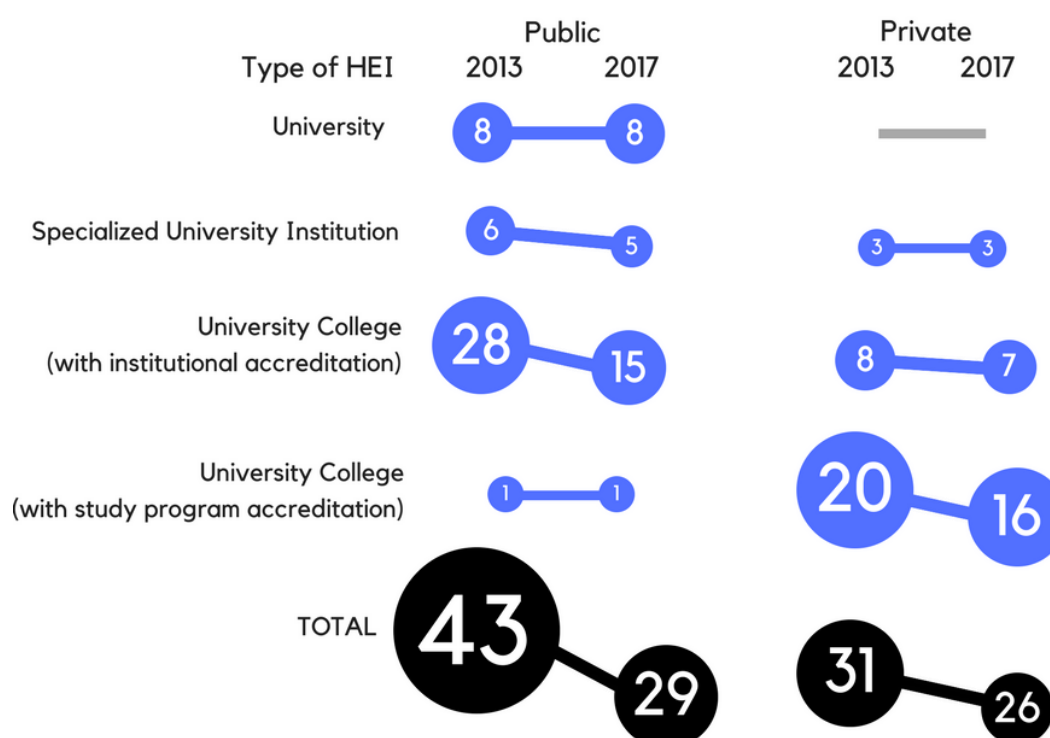 Public Private
Type of HEI 2013 2017 2013 2017
University 8 8
Specialized University Institution 6 5 3 3
University College
(with institutional accreditation) 28 15 8 7
University College
(with study program accreditation) 1 1 20 16
TOTAL 43 29 31 26